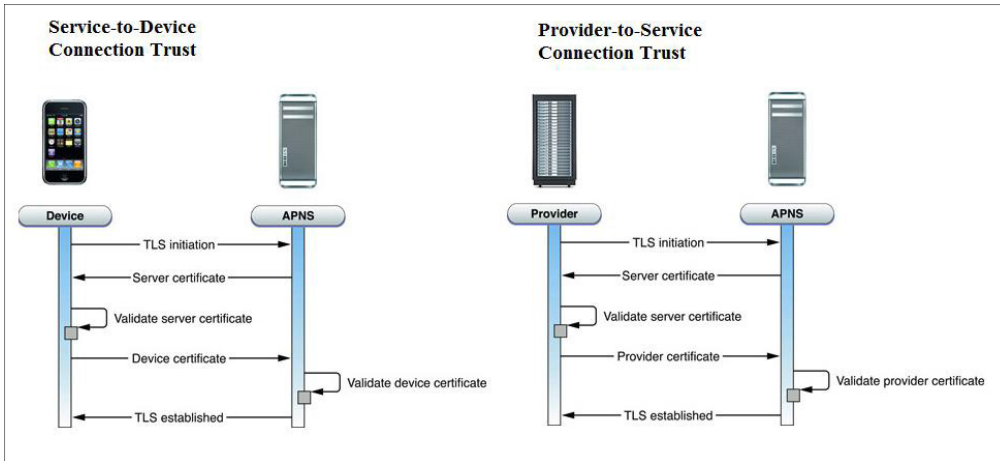 Service-to-Device
Connection Trust
Device
APNS
TLS initiation
Server certificate
Validate server certificate
Device certificate
Validate device certificate
TLS established
Provider-to-Service
Connection Trust
Provider
APNS
TLS initiation
Server certificate
Validate server certificate
Provider certificate
Validate provider certificate
TLS established